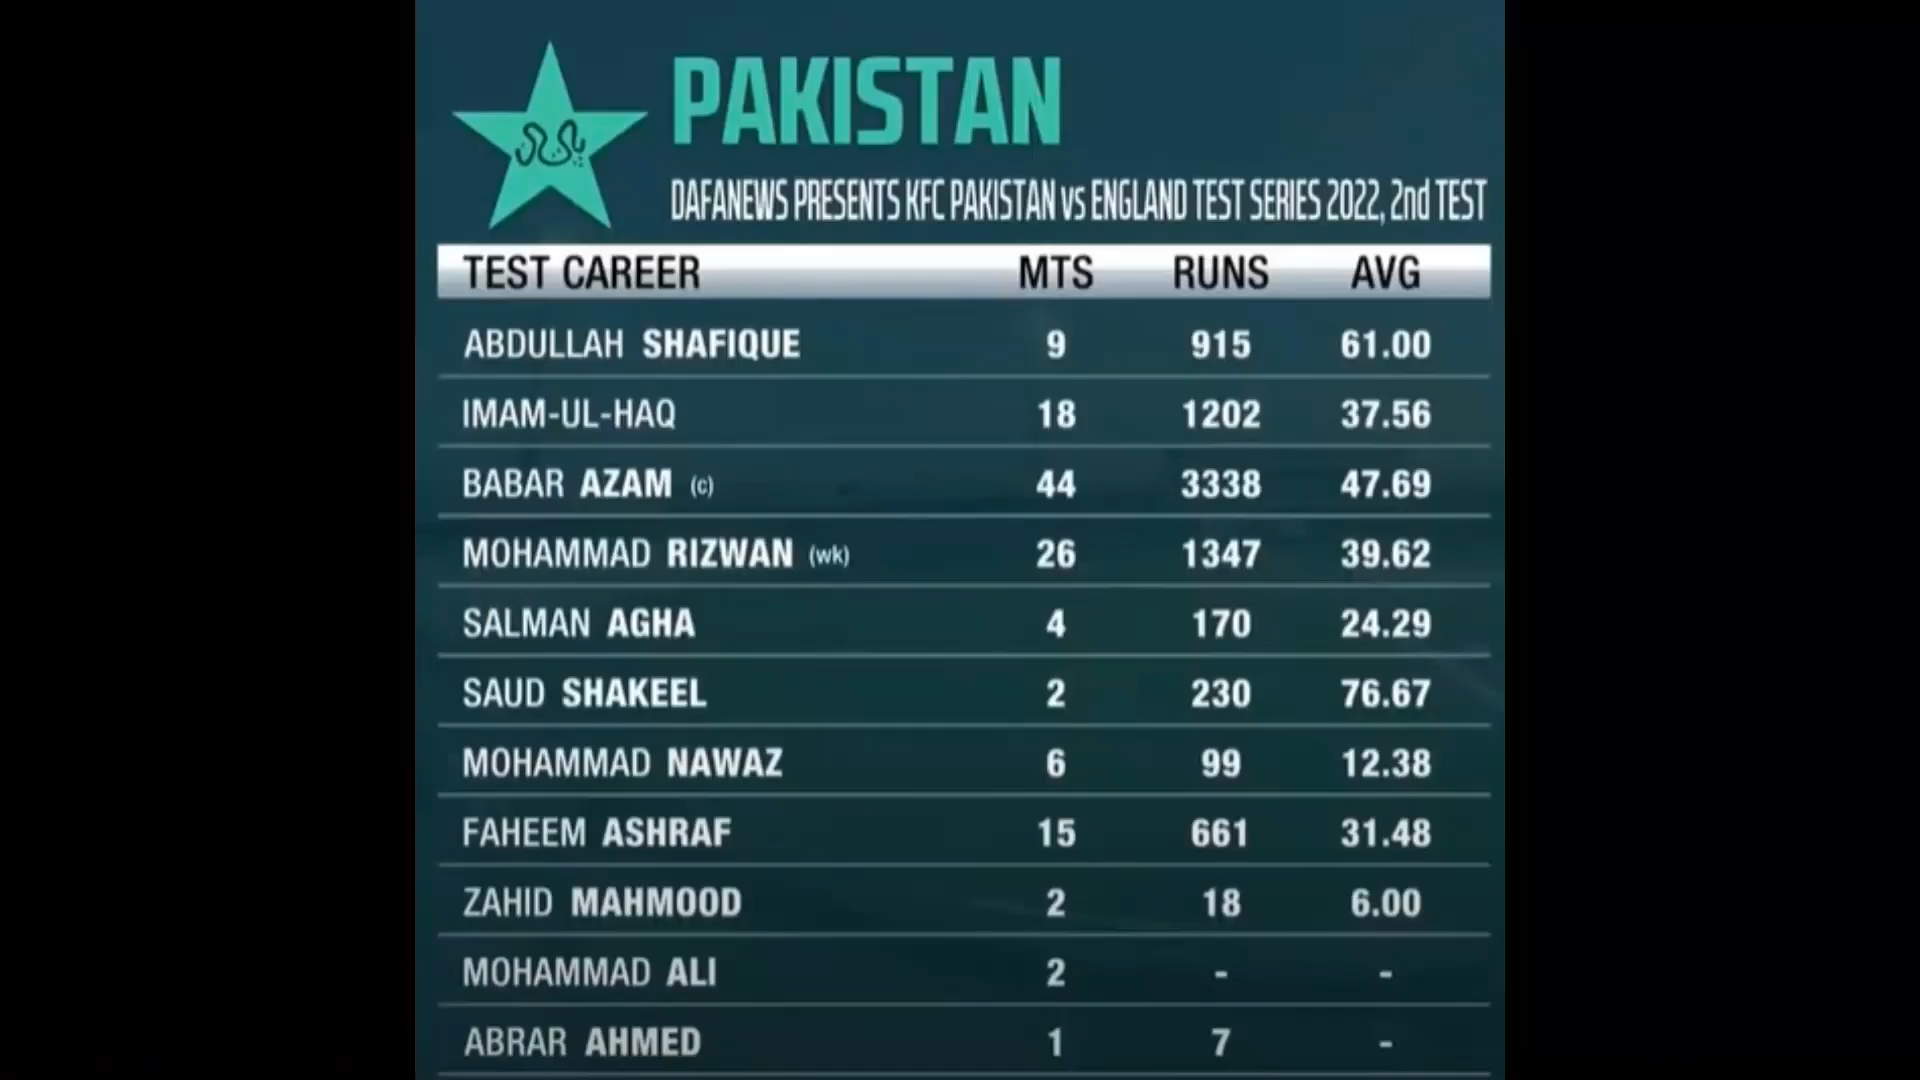 PAKISTAN
DAFANEWS PRESENTS KFC PAKISTAN vs ENGLAND TEST SERIES 2022, 2nd TEST
TEST CAREER MTS RUNS AVG
ABDULLAH SHAFIQUE 9 915 61.00
IMAM-UL-HAQ 18 1202 37.56
BABAR AZAM (c) 44 3338 47.69
MOHAMMAD RIZWAN (wk) 26 1347 39.62
SALMAN AGHA 4 170 24.29
SAUD SHAKEEL 2 230 76.67
MOHAMMAD NAWAZ 6 99 12.38
FAHEEM ASHRAF 15 661 31.48
ZAHID MAHMOOD 2 18 6.00
MOHAMMAD ALI 2 - -
ABRAR AHMED 1 7 -